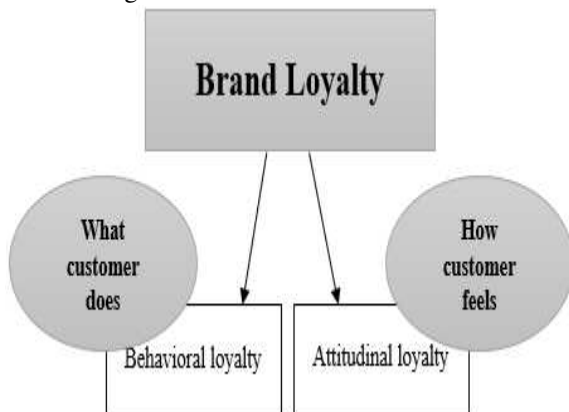 Brand Loyalty
What
customer
does
How
customer
feels
Behavioral loyalty
Attitudinal loyalty